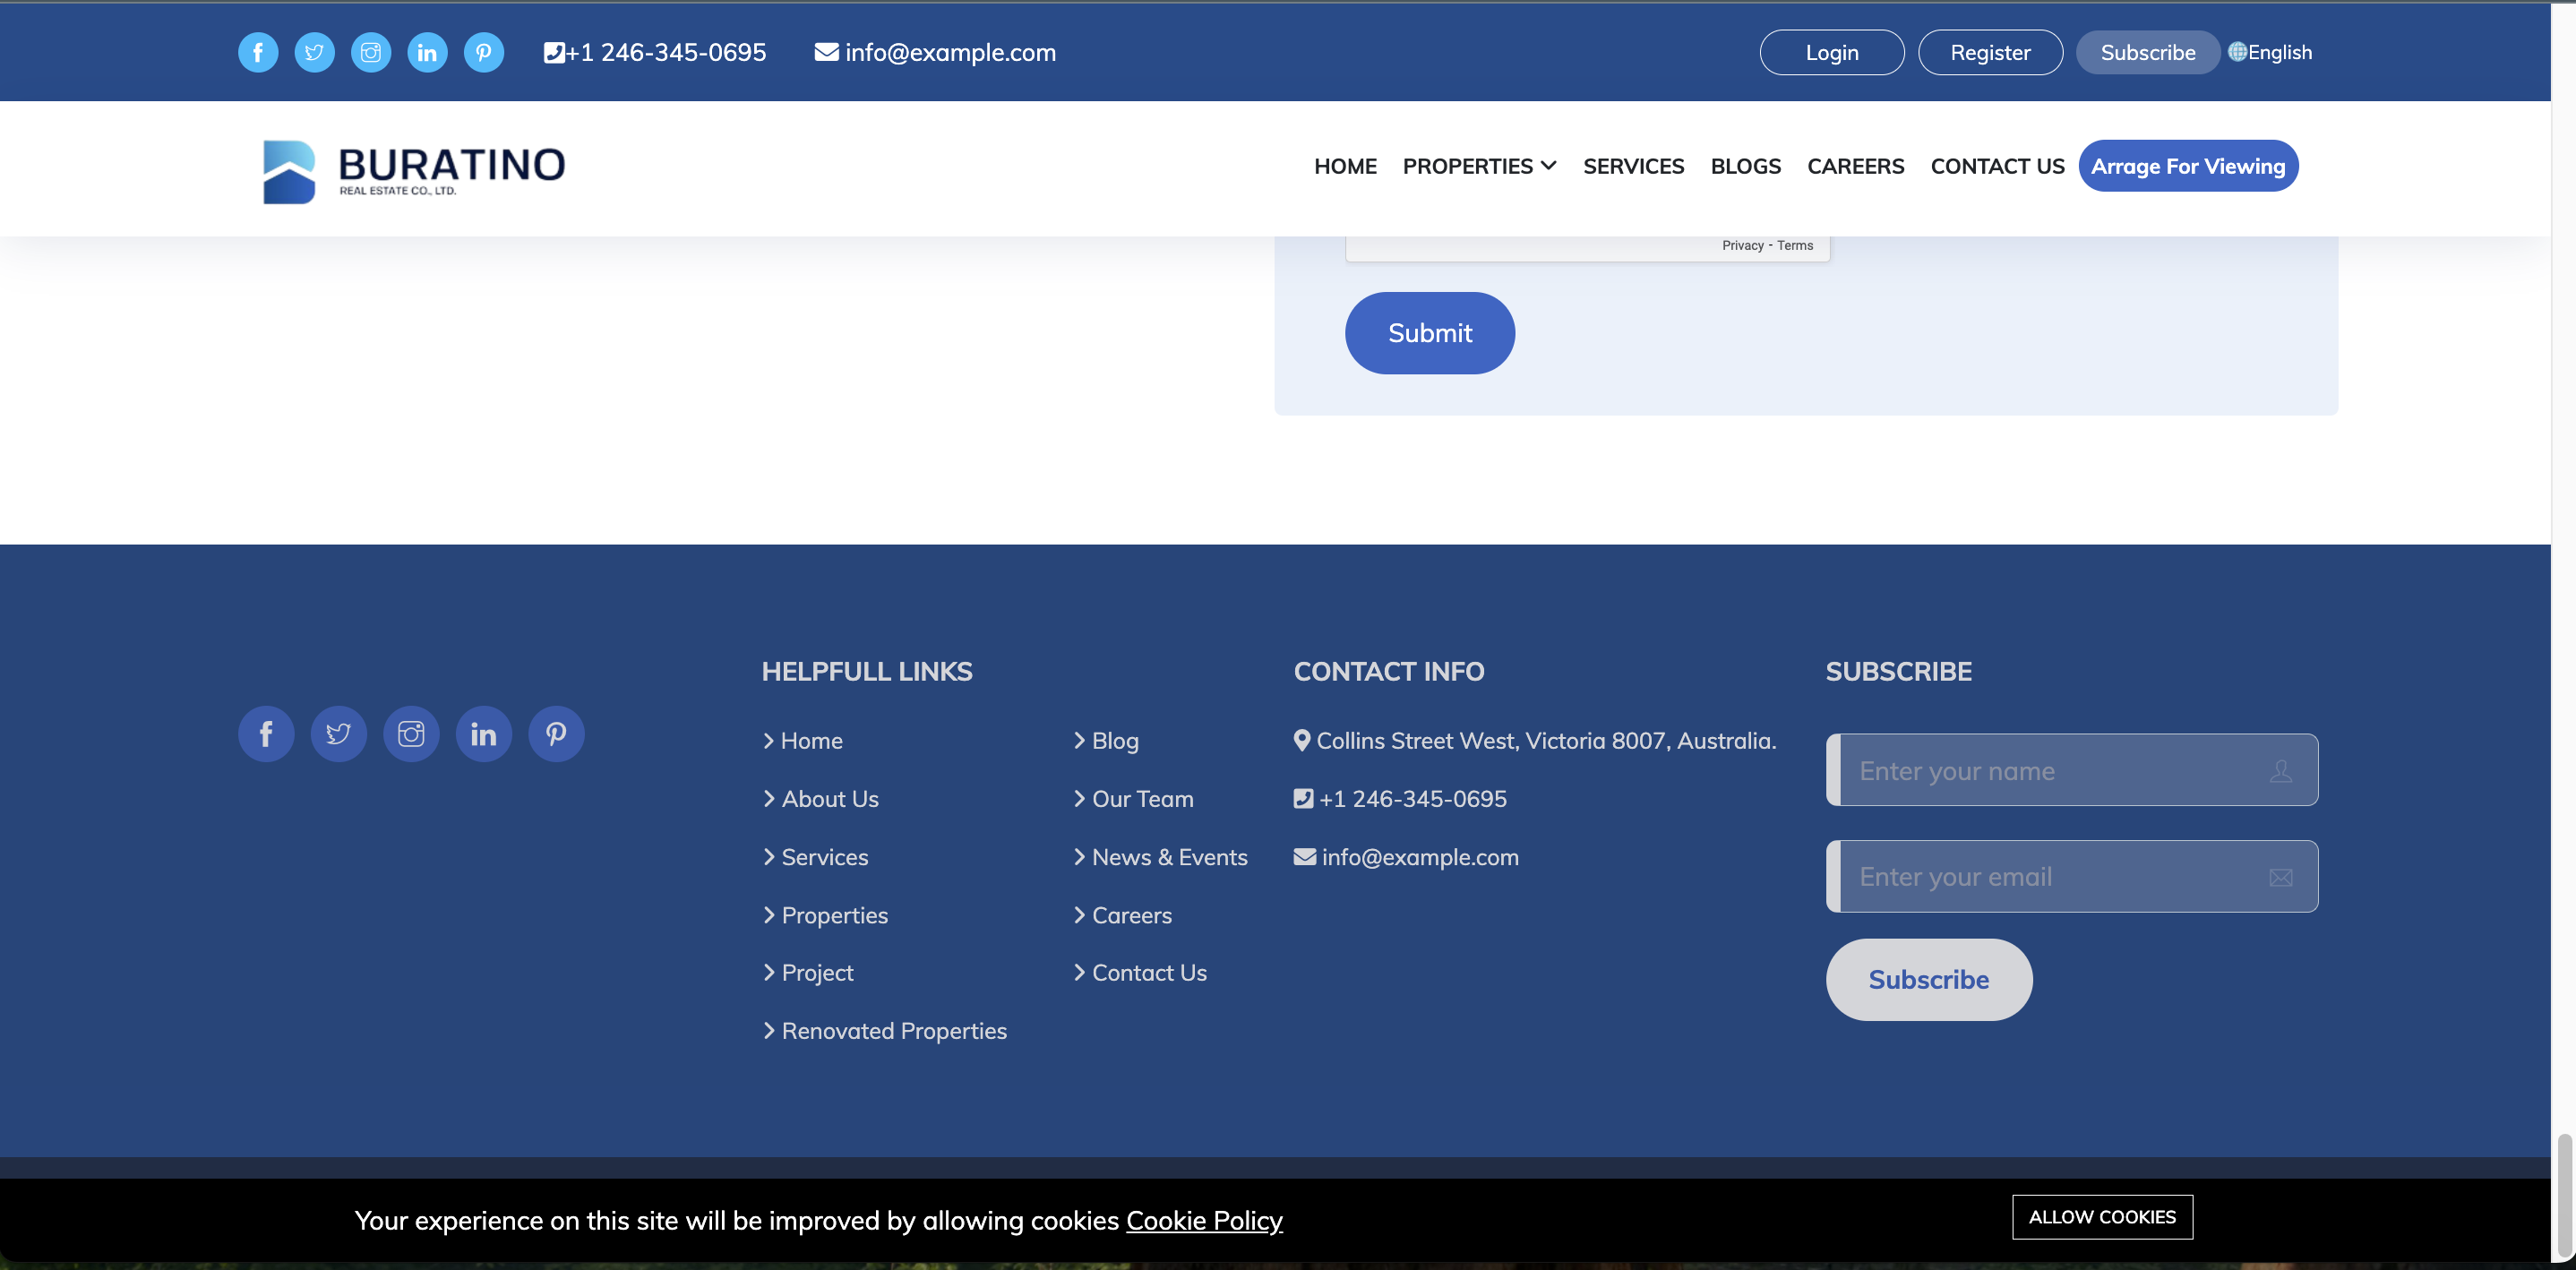 +1 246-345-0695 info@example.com Login Register Subscribe English
BURATINO
REAL ESTATE CO., LTD.
HOME PROPERTIES SERVICES BLOGS CAREERS CONTACT US Arrage For Viewing
Privacy - Terms
Submit
HELPFULL LINKS
Home
About Us
Services
Properties
Project
Renovated Properties
Blog
Our Team
News & Events
Careers
Contact Us
CONTACT INFO
Collins Street West, Victoria 8007, Australia.
+1 246-345-0695
info@example.com
SUBSCRIBE
Enter your name
Enter your email
Subscribe
Your experience on this site will be improved by allowing cookies Cookie Policy
ALLOW COOKIES